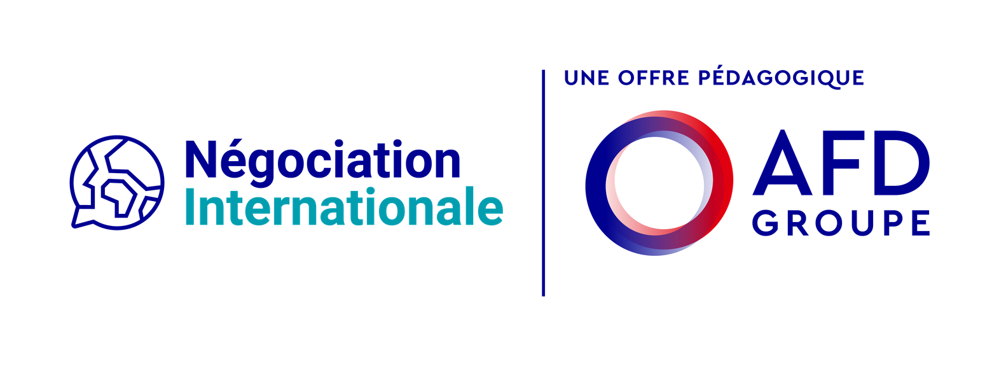 Négociation
Internationale
UNE OFFRE PÉDAGOGIQUE
AFD
GROUPE